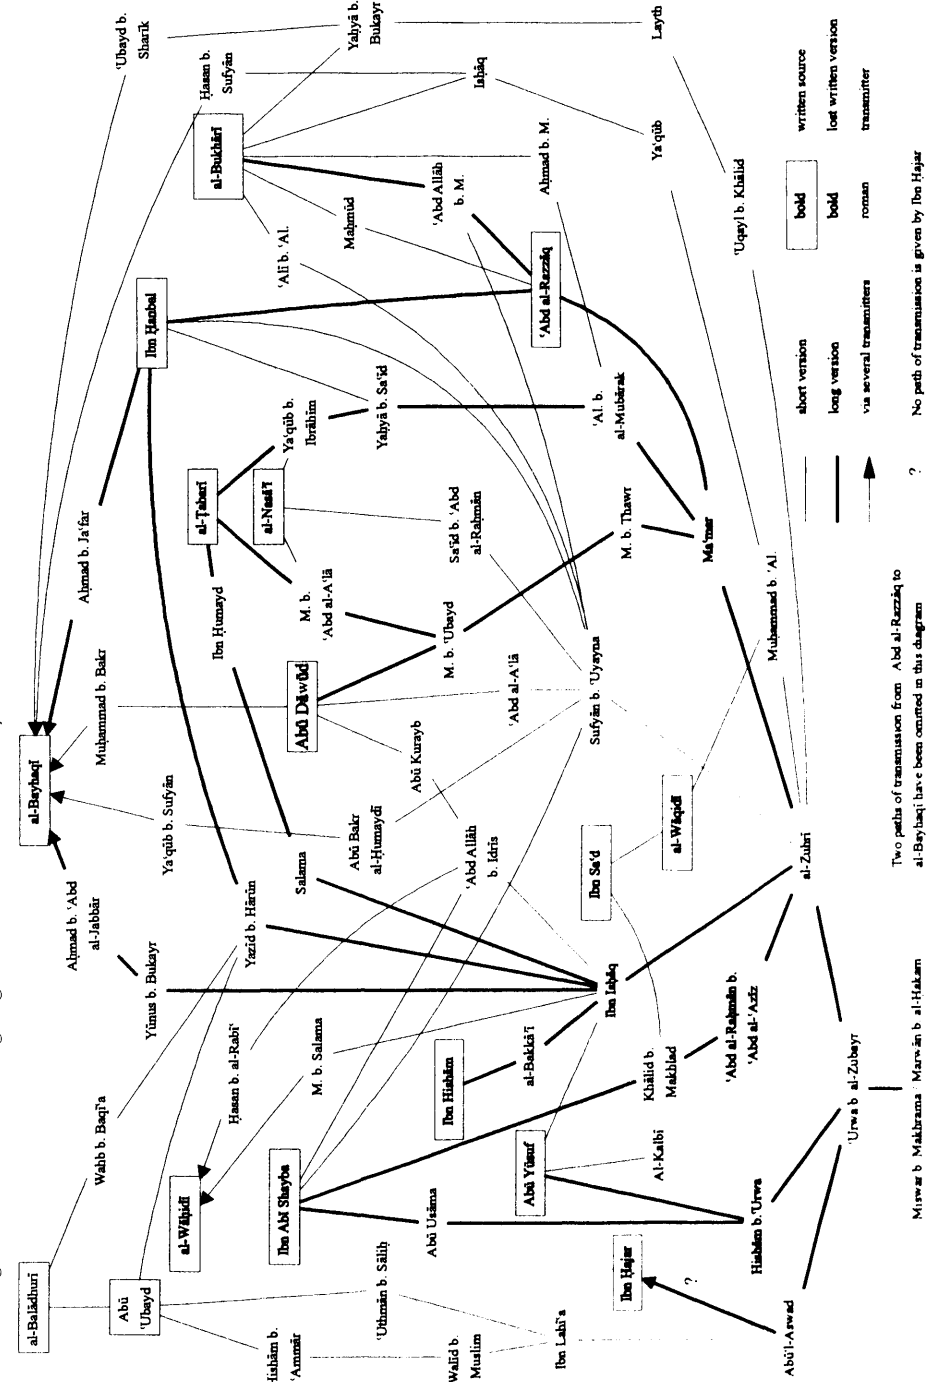 al-Balādhurī
al-Bayhaqī
Ahmad b. ʿAbd
al-Jabbār
Aḥmad b. Jaʿfar
Muḥammad b. Bakr
ʿUbayd b.
Sharīk
Wahb b. Baqīʾa
Abū
ʿUbayd
Yūnus b. Bukayr
Yaʿqūb b. Sufyān
Ibn Ḥanbal
al-Wāḥidī
Ḥasan b. al-Rabīʿ
Yazīd b. Hārūn
Ibn Ḥumayd
al-Ṭabarī
al-Bukhārī
Ḥasan b.
Sufyān
Hishām b.
ʿAmmār
Ibn Abī Shayba
M. b. Salama
Salama
Abū Dāwūd
M. b.
ʿAbd al-Aʿlā
al-Nasāʾī
Yaʿqūb b.
Ibrāhīm
ʿAlī b. ʿAl.
Maḥmūd
Yaḥyā b.
Bukayr
ʿUthmān b. Sāliḥ
Abū Bakr
al-Ḥumaydī
Abū Kurayb
Yaḥyā b. Saʿīd
Walīd b.
Muslim
Abū Usāma
Ibn Hishām
ʿAbd Allāh
b. Idrīs
M. b. ʿUbayd
Saʿīd b. ʿAbd
al-Raḥmān
ʿAbd Allāh
b. M.
Isḥāq
Ibn Lahīʿa
Abū Yūsuf
al-Bakkāʾī
ʿAbd al-Aʿlā
ʿAbd al-Razzāq
Aḥmad b. M.
Ibn Ḥajar
Ibn Isḥāq
Ibn Saʿd
Sufyān b. ʿUyayna
M. b. Thawr
ʿAl. b.
al-Mubārak
Al-Kalbī
Khālid b.
Makhlad
al-Wāqidī
Yaʿqūb
Layth
?
Hishām b. ʿUrwa
ʿAbd al-Raḥmān b.
ʿAbd al-ʿAzīz
Maʿmar
ʿUqayl b. Khālid
Abū'l-Aswad
al-Zuhrī
Muḥammad b. ʿAl.
ʿUrwa b. al-Zubayr
Miswar b. Makhrama Marwān b. al-Ḥakam
short version bold written source
long version bold lost written version
via several transmitters roman transmitter
Two paths of transmission from ʿAbd al-Razzāq to
al-Bayhaqī have been omitted in this diagram
? No path of transmission is given by Ibn Ḥajar